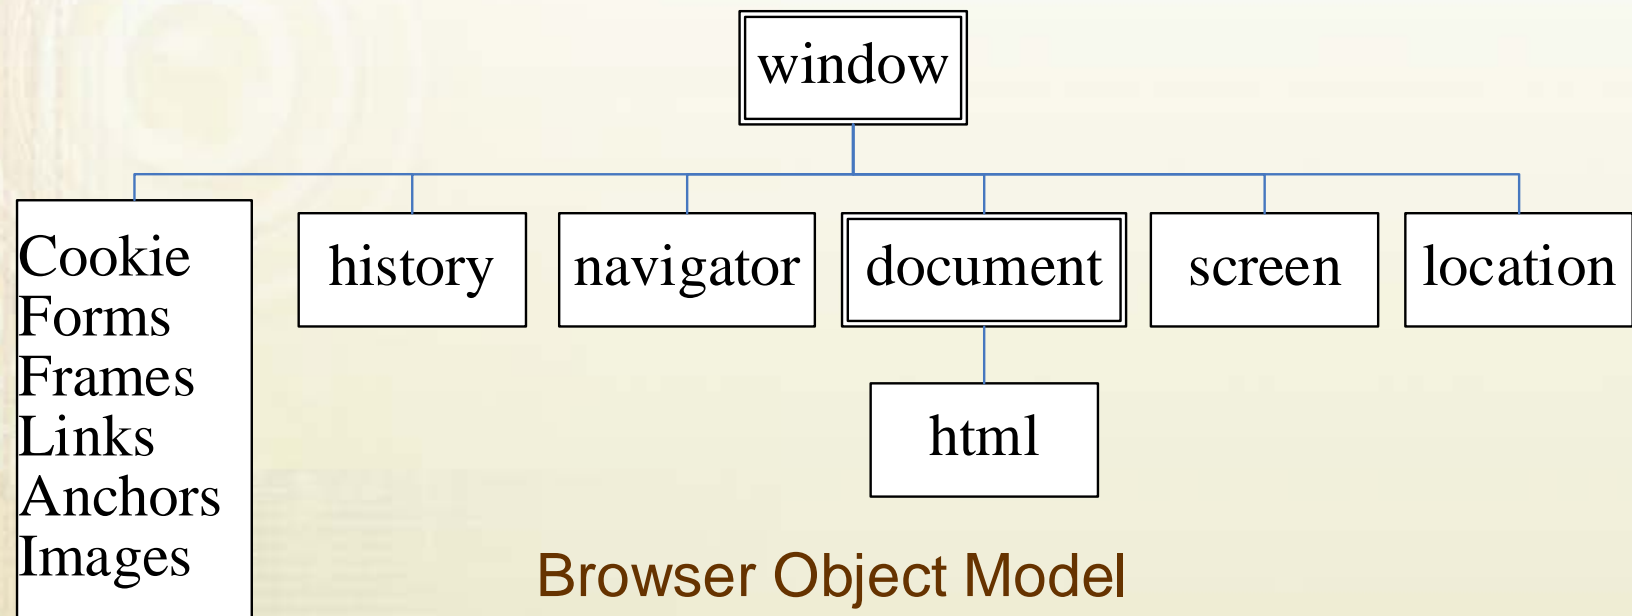 window
Cookie
Forms
Frames
Links
Anchors
Images
history
navigator
document
screen
location
html
Browser Object Model